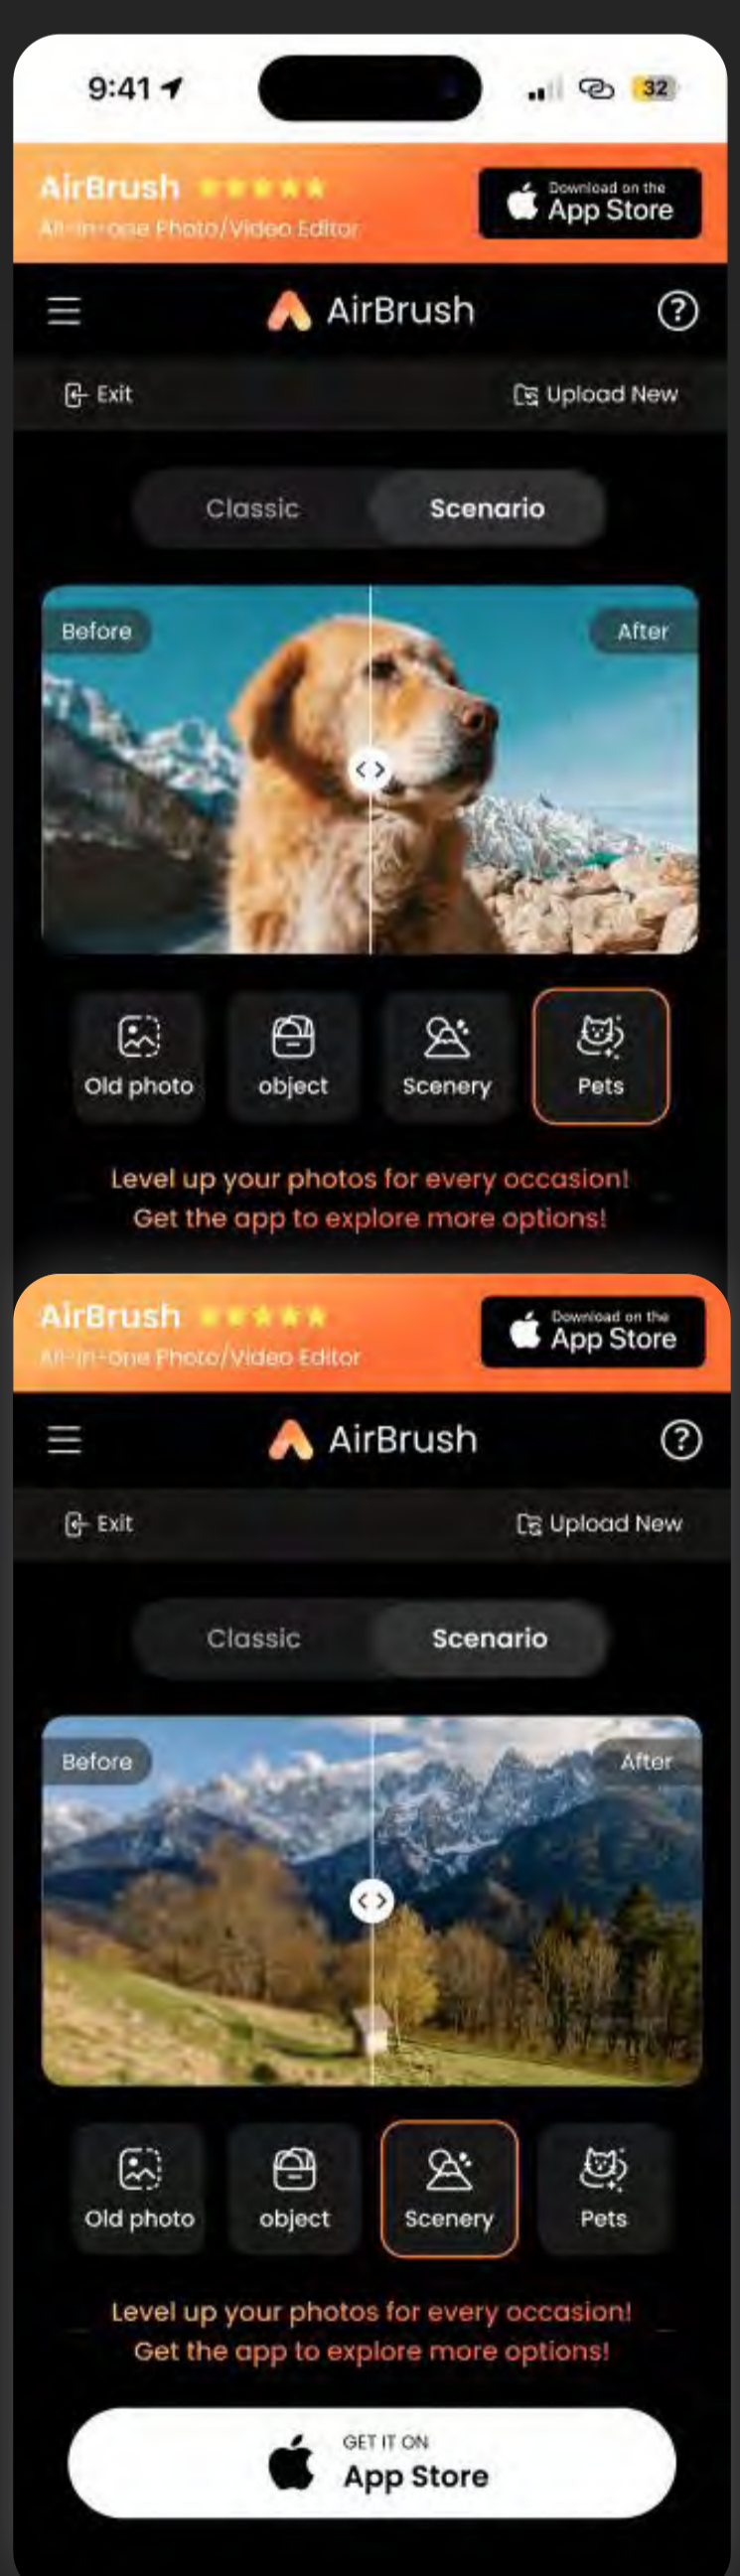 9:41
32
AirBrush
All-in-one Photo/Video Editor
Download on the
App Store
AirBrush
Exit
Upload New
Classic
Scenario
Before
After
Old photo
object
Scenery
Pets
Level up your photos for every occasion!
Get the app to explore more options!
AirBrush
All-in-one Photo/Video Editor
Download on the
App Store
AirBrush
Exit
Upload New
Classic
Scenario
Before
After
Old photo
object
Scenery
Pets
Level up your photos for every occasion!
Get the app to explore more options!
GET IT ON
App Store